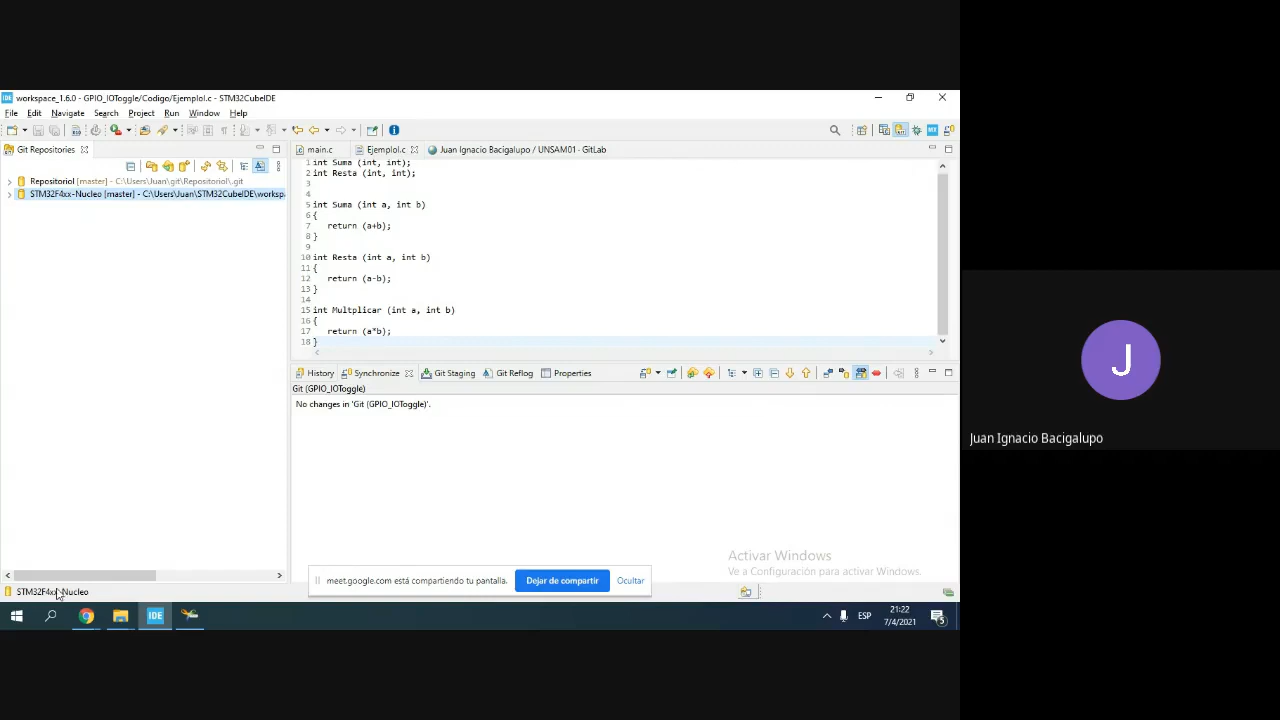 IDE workspace_1.6.0 - GPIO_IOToggle/Codigo/Ejemplo1.c - STM32CubeIDE
File Edit Navigate Search Project Run Window Help
Git Repositories
main.c Ejemplo1.c Juan Ignacio Bacigalupo / UNSAM01 · GitLab
Repositorio1 [master] - C:\Users\Juan\git\Repositorio1\.git
STM32F4xx-Nucleo [master] - C:\Users\Juan\STM32CubeIDE\worksp
1 int Suma (int, int);
2 int Resta (int, int);
3
4
5 int Suma (int a, int b)
6 {
7 return (a+b);
8 }
9
10 int Resta (int a, int b)
11 {
12 return (a-b);
13 }
14
15 int Multplicar (int a, int b)
16 {
17 return (a*b);
18 }
History Synchronize Git Staging Git Reflog Properties
Git (GPIO_IOToggle)
No changes in 'Git (GPIO_IOToggle)'.
Activar Windows
Ve a Configuración para activar Windows.
meet.google.com está compartiendo tu pantalla. Dejar de compartir Ocultar
STM32F4xx-Nucleo
IDE ESP 21:22
7/4/2021
5
MX
J
Juan Ignacio Bacigalupo